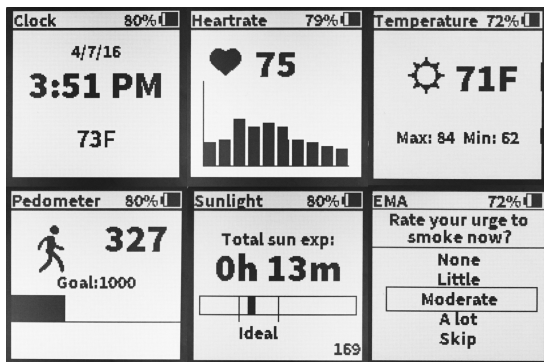 Clock 80%
4/7/16
3:51 PM
73F
Heartrate 79%
75
Temperature 72%
71F
Max: 84 Min: 62
Pedometer 80%
327
Goal:1000
Sunlight 80%
Total sun exp:
0h 13m
Ideal
169
EMA 72%
Rate your urge to
smoke now?
None
Little
Moderate
A lot
Skip